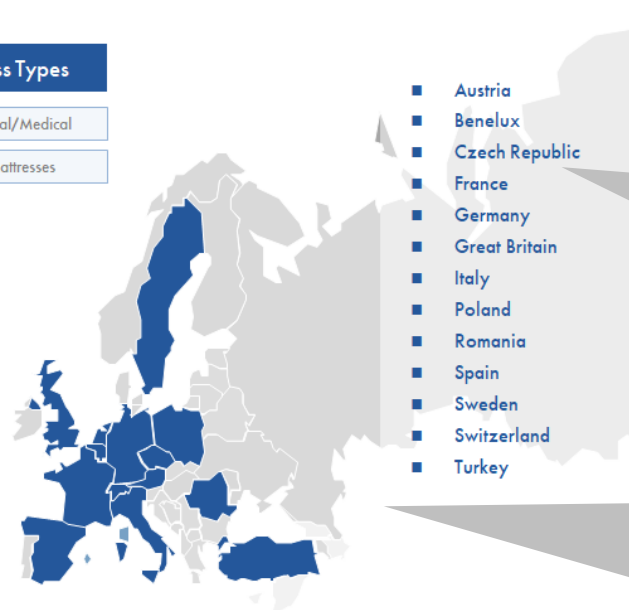 ss Types
al/Medical
attresses
Austria
Benelux
Czech Republic
France
Germany
Great Britain
Italy
Poland
Romania
Spain
Sweden
Switzerland
Turkey